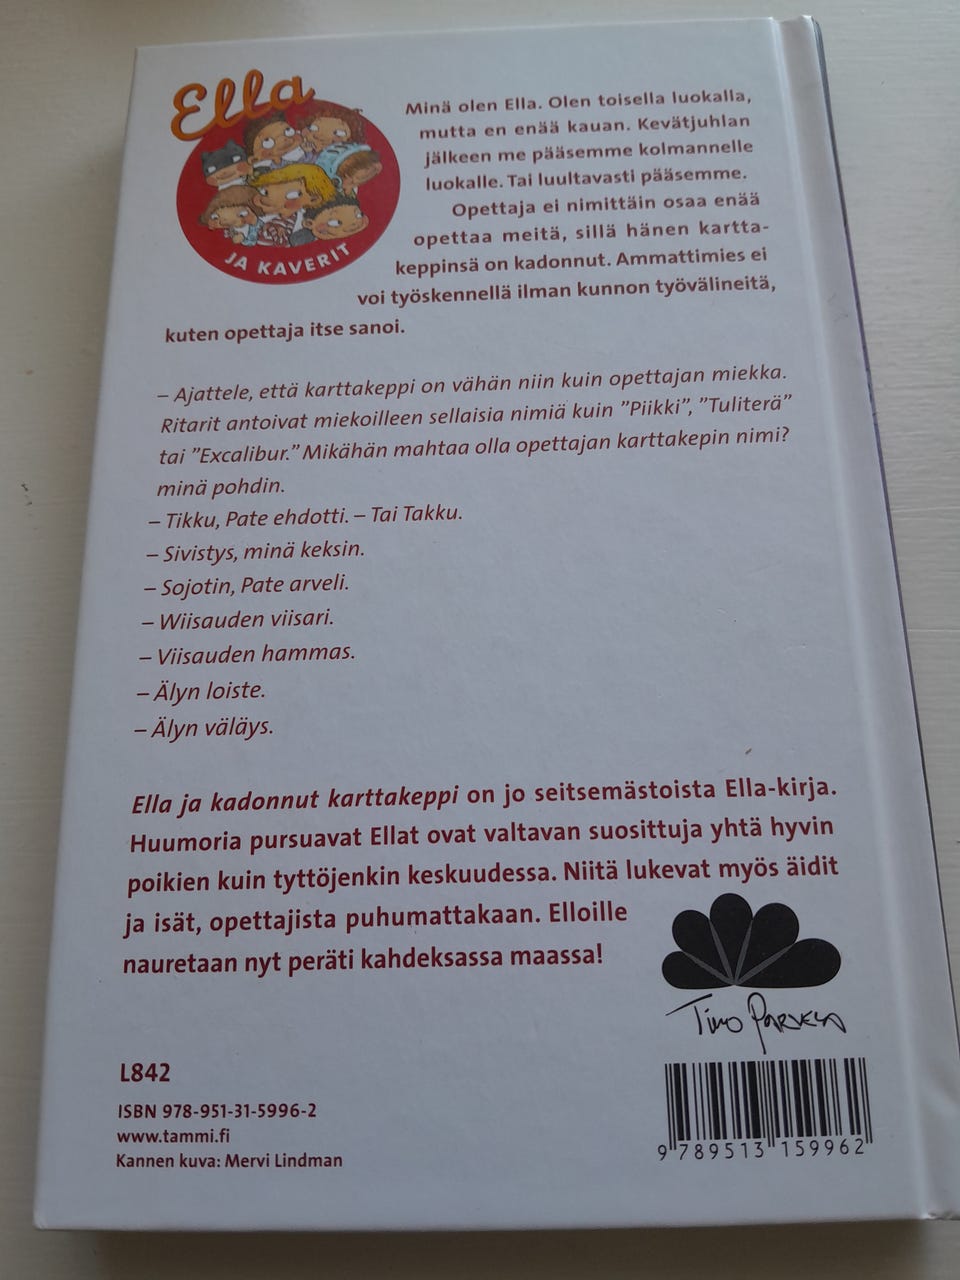 Ella
JA KAVERIT
Minä olen Ella. Olen toisella luokalla,
mutta en enää kauan. Kevätjuhlan
jälkeen me pääsemme kolmannelle
luokalle. Tai luultavasti pääsemme.
Opettaja ei nimittäin osaa enää
opettaa meitä, sillä hänen kartta-
keppinsä on kadonnut. Ammattimies ei
voi työskennellä ilman kunnon työvälineitä,
kuten opettaja itse sanoi.
– Ajattele, että karttakeppi on vähän niin kuin opettajan miekka.
Ritarit antoivat miekoilleen sellaisia nimiä kuin ”Piikki”, ”Tuliterä”
tai ”Excalibur.” Mikähän mahtaa olla opettajan karttakepin nimi?
minä pohdin.
– Tikku, Pate ehdotti. – Tai Takku.
– Sivistys, minä keksin.
– Sojotin, Pate arveli.
– Wiisauden viisari.
– Viisauden hammas.
– Älyn loiste.
– Älyn väläys.
Ella ja kadonnut karttakeppi on jo seitsemästoista Ella-kirja.
Huumoria pursuavat Ellat ovat valtavan suosittuja yhtä hyvin
poikien kuin tyttöjenkin keskuudessa. Niitä lukevat myös äidit
ja isät, opettajista puhumattakaan. Elloille
nauretaan nyt peräti kahdeksassa maassa!
Timo Parvela
L842
ISBN 978-951-31-5996-2
www.tammi.fi
Kannen kuva: Mervi Lindman
9 789513 159962